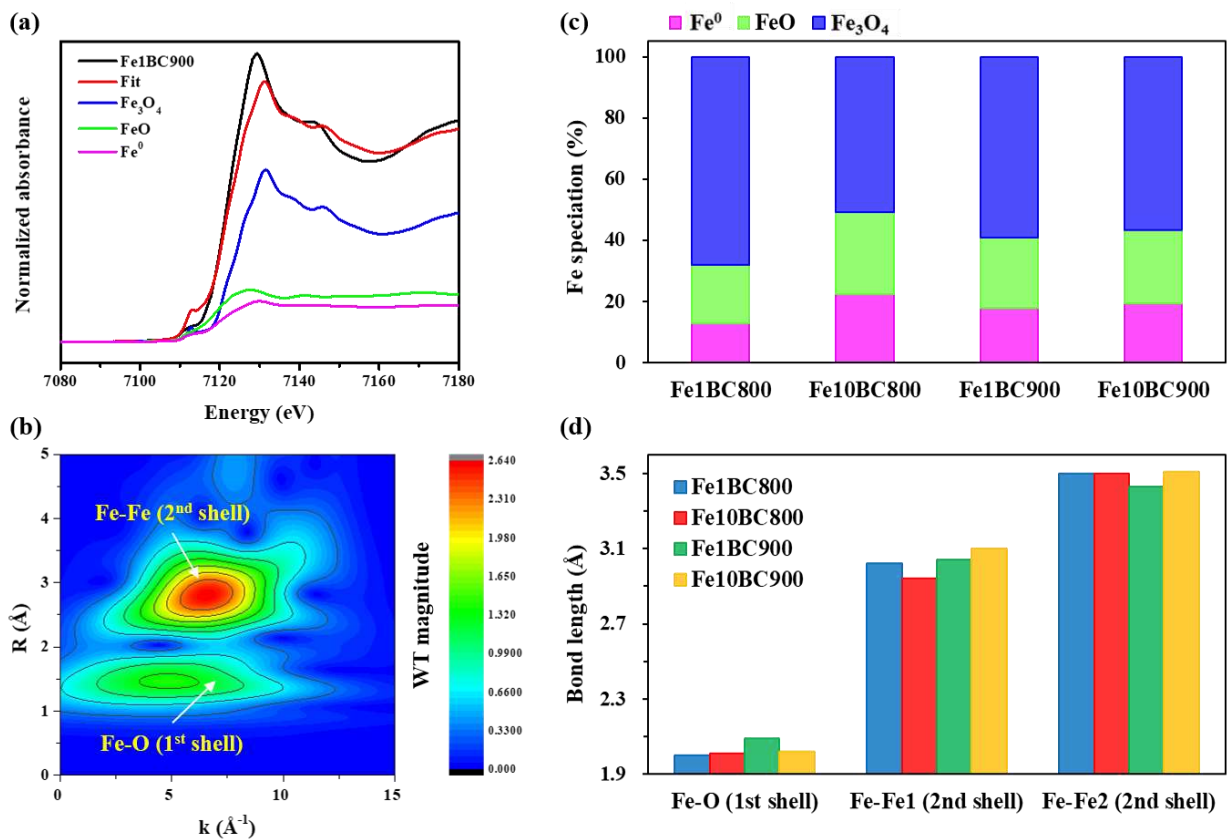 (a)
Fe1BC900
Fit
Fe₃O₄
FeO
Fe⁰
Normalized absorbance
7080 7100 7120 7140 7160 7180
Energy (eV)
(b)
5
4
3
2
1
0
R (Å)
Fe-Fe (2ⁿᵈ shell)
Fe-O (1ˢᵗ shell)
0 5 10 15
k (Å⁻¹)
WT magnitude
2.640
2.310
1.980
1.650
1.320
0.9900
0.6600
0.3300
0.000
(c)
Fe⁰ FeO Fe₃O₄
100
80
60
40
20
0
Fe speciation (%)
Fe1BC800 Fe10BC800 Fe1BC900 Fe10BC900
(d)
3.5
3.1
2.7
2.3
1.9
Bond length (Å)
Fe1BC800
Fe10BC800
Fe1BC900
Fe10BC900
Fe-O (1st shell) Fe-Fe1 (2nd shell) Fe-Fe2 (2nd shell)